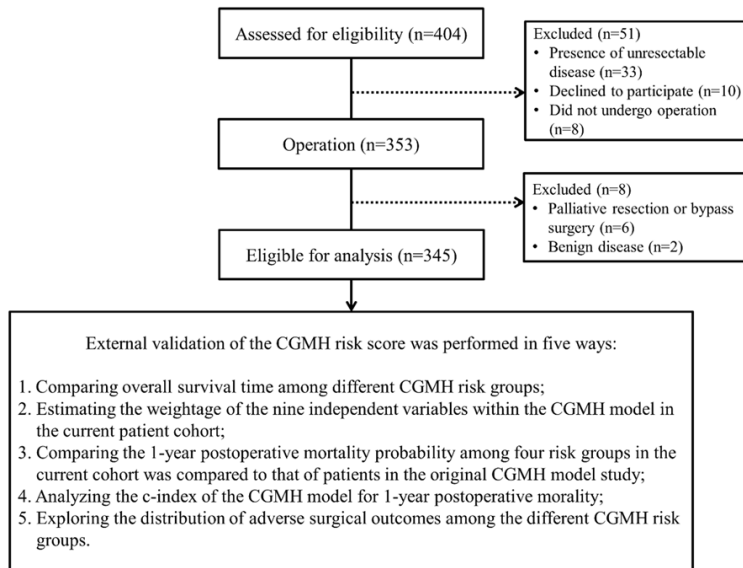 Assessed for eligibility (n=404)
Excluded (n=51)
• Presence of unresectable
disease (n=33)
• Declined to participate (n=10)
• Did not undergo operation
(n=8)
Operation (n=353)
Excluded (n=8)
• Palliative resection or bypass
surgery (n=6)
• Benign disease (n=2)
Eligible for analysis (n=345)
External validation of the CGMH risk score was performed in five ways:
1. Comparing overall survival time among different CGMH risk groups;
2. Estimating the weightage of the nine independent variables within the CGMH model in
the current patient cohort;
3. Comparing the 1-year postoperative mortality probability among four risk groups in the
current cohort was compared to that of patients in the original CGMH model study;
4. Analyzing the c-index of the CGMH model for 1-year postoperative morality;
5. Exploring the distribution of adverse surgical outcomes among the different CGMH risk
groups.